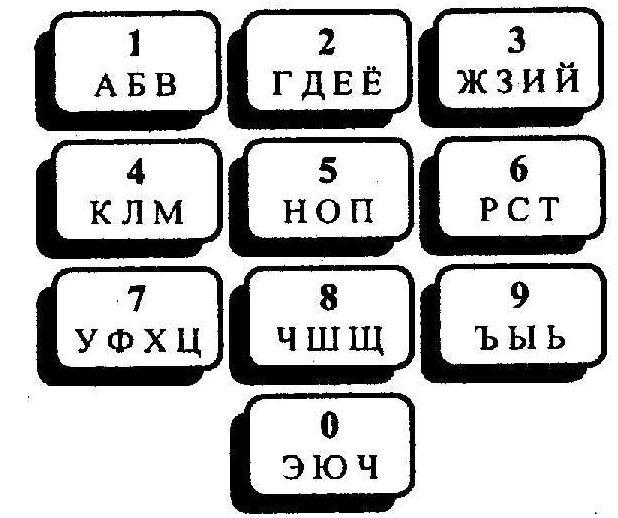 1 2 3
АБВ ГДЕЁ ЖЗИЙ
4 5 6
КЛМ НОП РСТ
7 8 9
УФХЦ ЧШЩ ЪЫЬ
0
ЭЮЧ